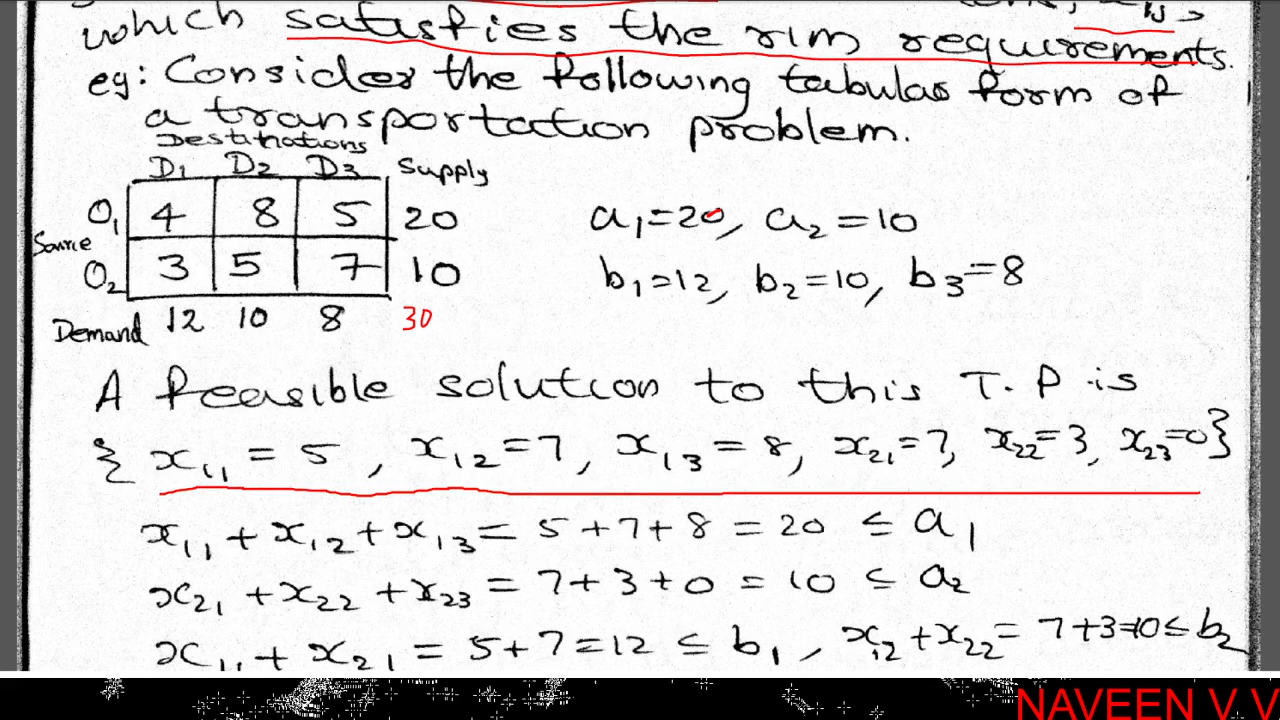 which satisfies the rim requirements.
eg: Consider the following tabular form of
a transportation problem.
Destinations
D1 D2 D3 Supply
O1 4 8 5 20 a1=20, a2=10
Source
O2 3 5 7 10 b1=12, b2=10, b3=8
Demand 12 10 8 30
A feasible solution to this T.P is
{ x11 = 5, x12=7, x13=8, x21=7, x22=3, x23=0}
x11 + x12 + x13 = 5+7+8 = 20 ≤ a1
x21 + x22 + x23 = 7+3+0 = 10 ≤ a2
x11 + x21 = 5+7=12 ≤ b1, x12+x22= 7+3=10≤b2
NAVEEN V V